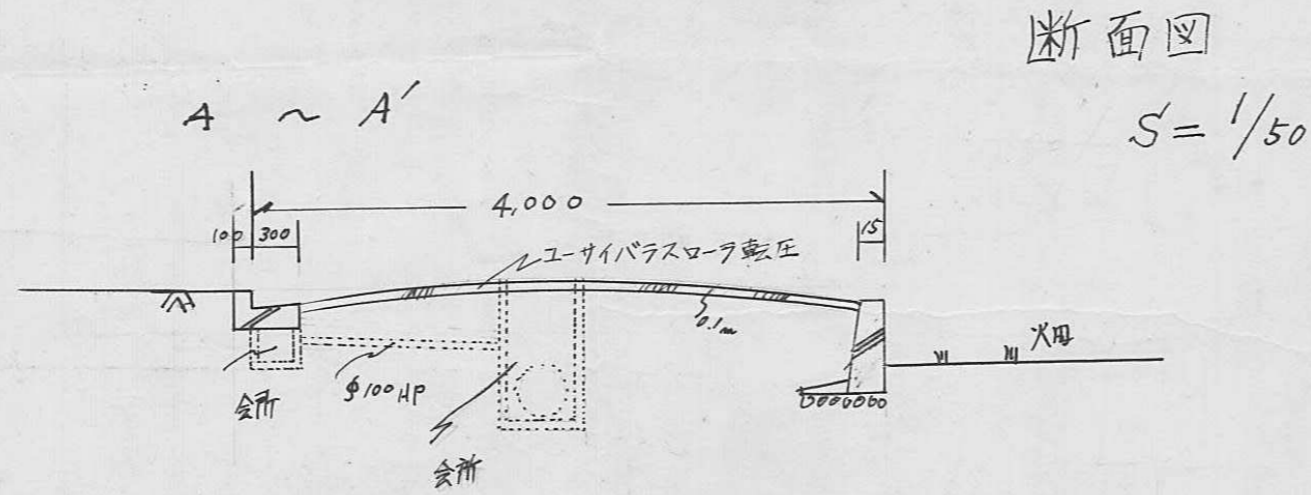 断面図
S = 1/50
A ~ A′
4,000
100
300
15
ユーサイバラスローラ転圧
0.1m
畑
φ100 HP
会所
会所